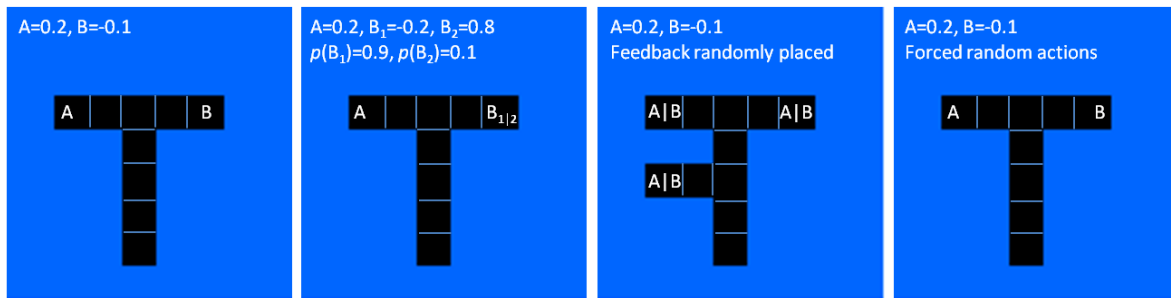 A=0.2, B=-0.1
A B
A=0.2, B₁=-0.2, B₂=0.8
p(B₁)=0.9, p(B₂)=0.1
A B₁|₂
A=0.2, B=-0.1
Feedback randomly placed
A|B A|B
A|B
A=0.2, B=-0.1
Forced random actions
A B